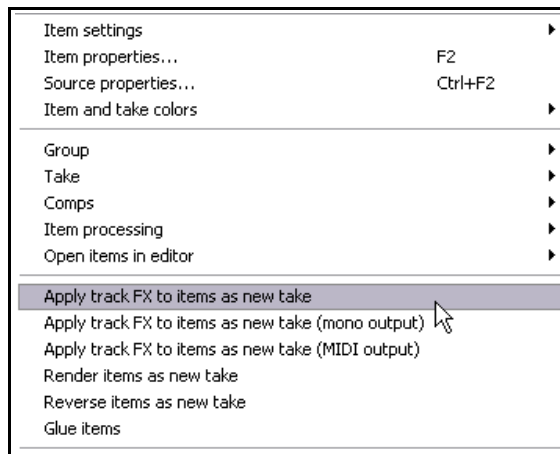 Item settings
Item properties... F2
Source properties... Ctrl+F2
Item and take colors
Group
Take
Comps
Item processing
Open items in editor
Apply track FX to items as new take
Apply track FX to items as new take (mono output)
Apply track FX to items as new take (MIDI output)
Render items as new take
Reverse items as new take
Glue items